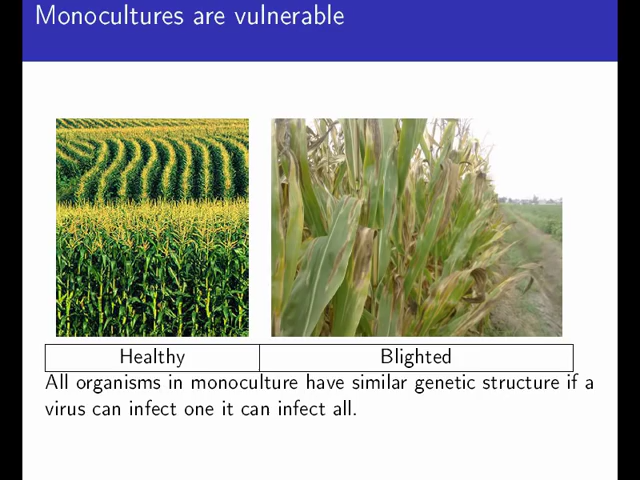 Monocultures are vulnerable
Healthy Blighted
All organisms in monoculture have similar genetic structure if a
virus can infect one it can infect all.